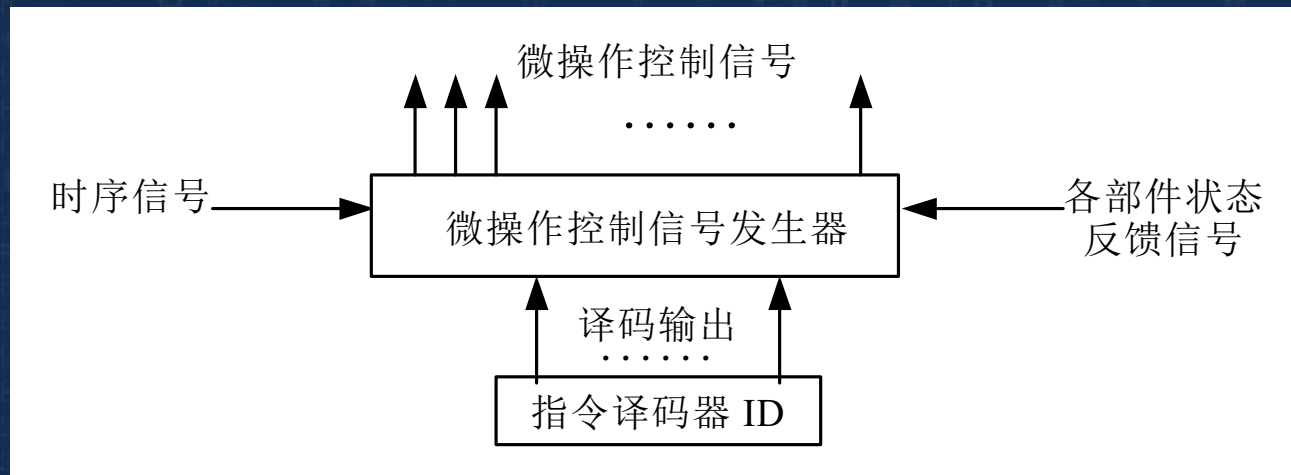 微操作控制信号
······
时序信号
微操作控制信号发生器
各部件状态
反馈信号
译码输出
······
指令译码器 ID